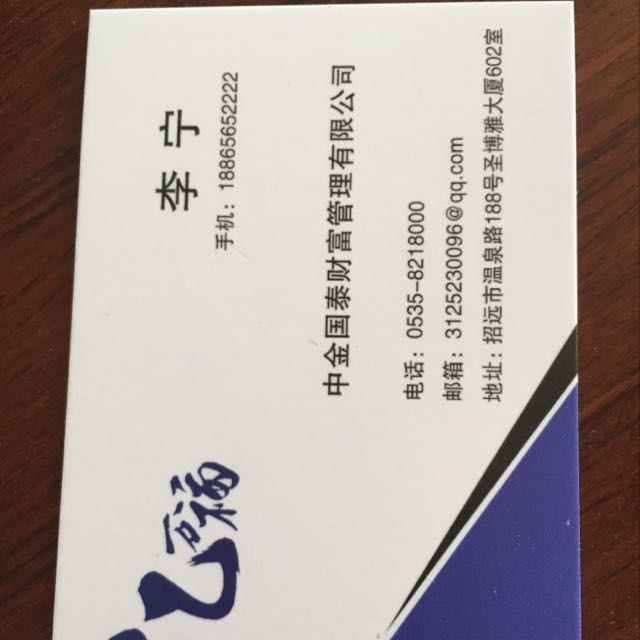 李宁
手机：18865652222
中金国泰财富管理有限公司
电话：0535-8218000
邮箱：3125230096@qq.com
地址：招远市温泉路188号圣博雅大厦602室
万福